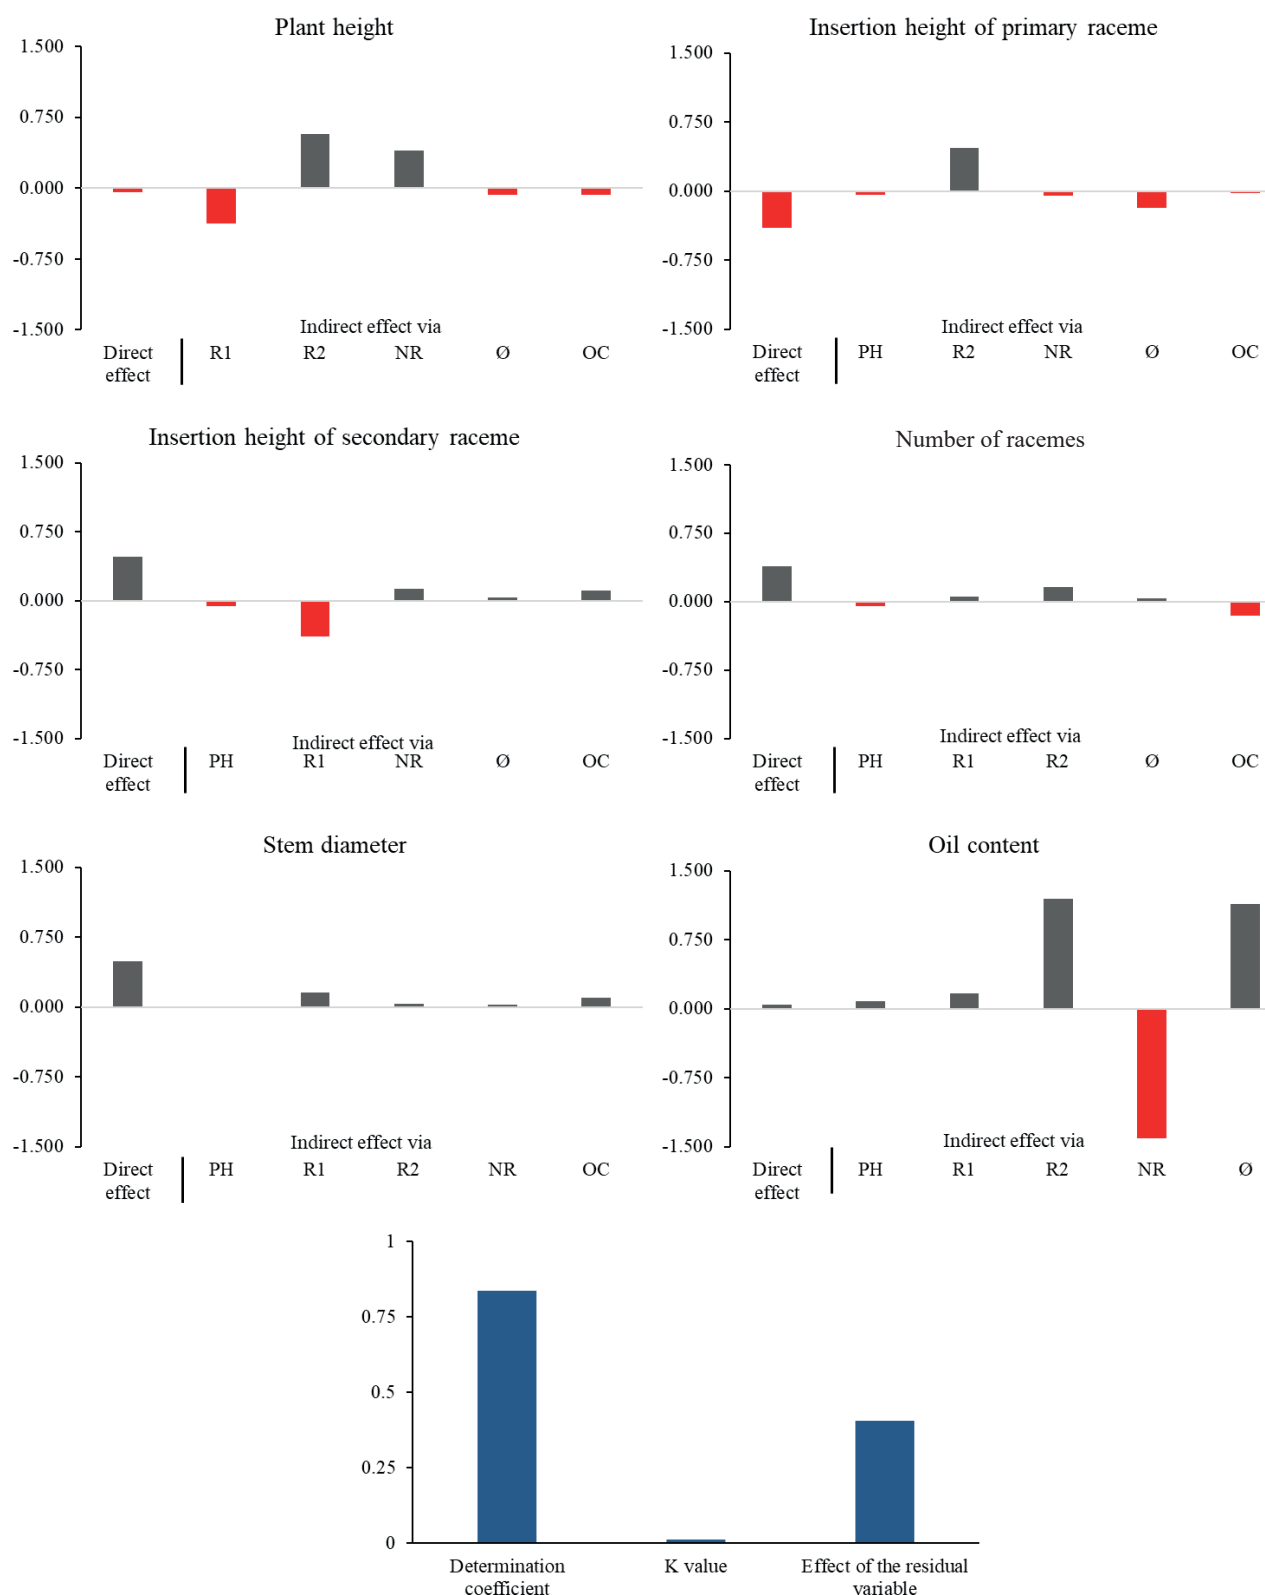 Plant height
1.500
0.750
0.000
-0.750
-1.500
Indirect effect via
Direct effect
R1
R2
NR
Ø
OC
Insertion height of primary raceme
1.500
0.750
0.000
-0.750
-1.500
Indirect effect via
Direct effect
PH
R2
NR
Ø
OC
Insertion height of secondary raceme
1.500
0.750
0.000
-0.750
-1.500
Indirect effect via
Direct effect
PH
R1
NR
Ø
OC
Number of racemes
1.500
0.750
0.000
-0.750
-1.500
Indirect effect via
Direct effect
PH
R1
R2
Ø
OC
Stem diameter
1.500
0.750
0.000
-0.750
-1.500
Indirect effect via
Direct effect
PH
R1
R2
NR
OC
Oil content
1.500
0.750
0.000
-0.750
-1.500
Indirect effect via
Direct effect
PH
R1
R2
NR
Ø
1
0.75
0.5
0.25
0
Determination coefficient
K value
Effect of the residual variable